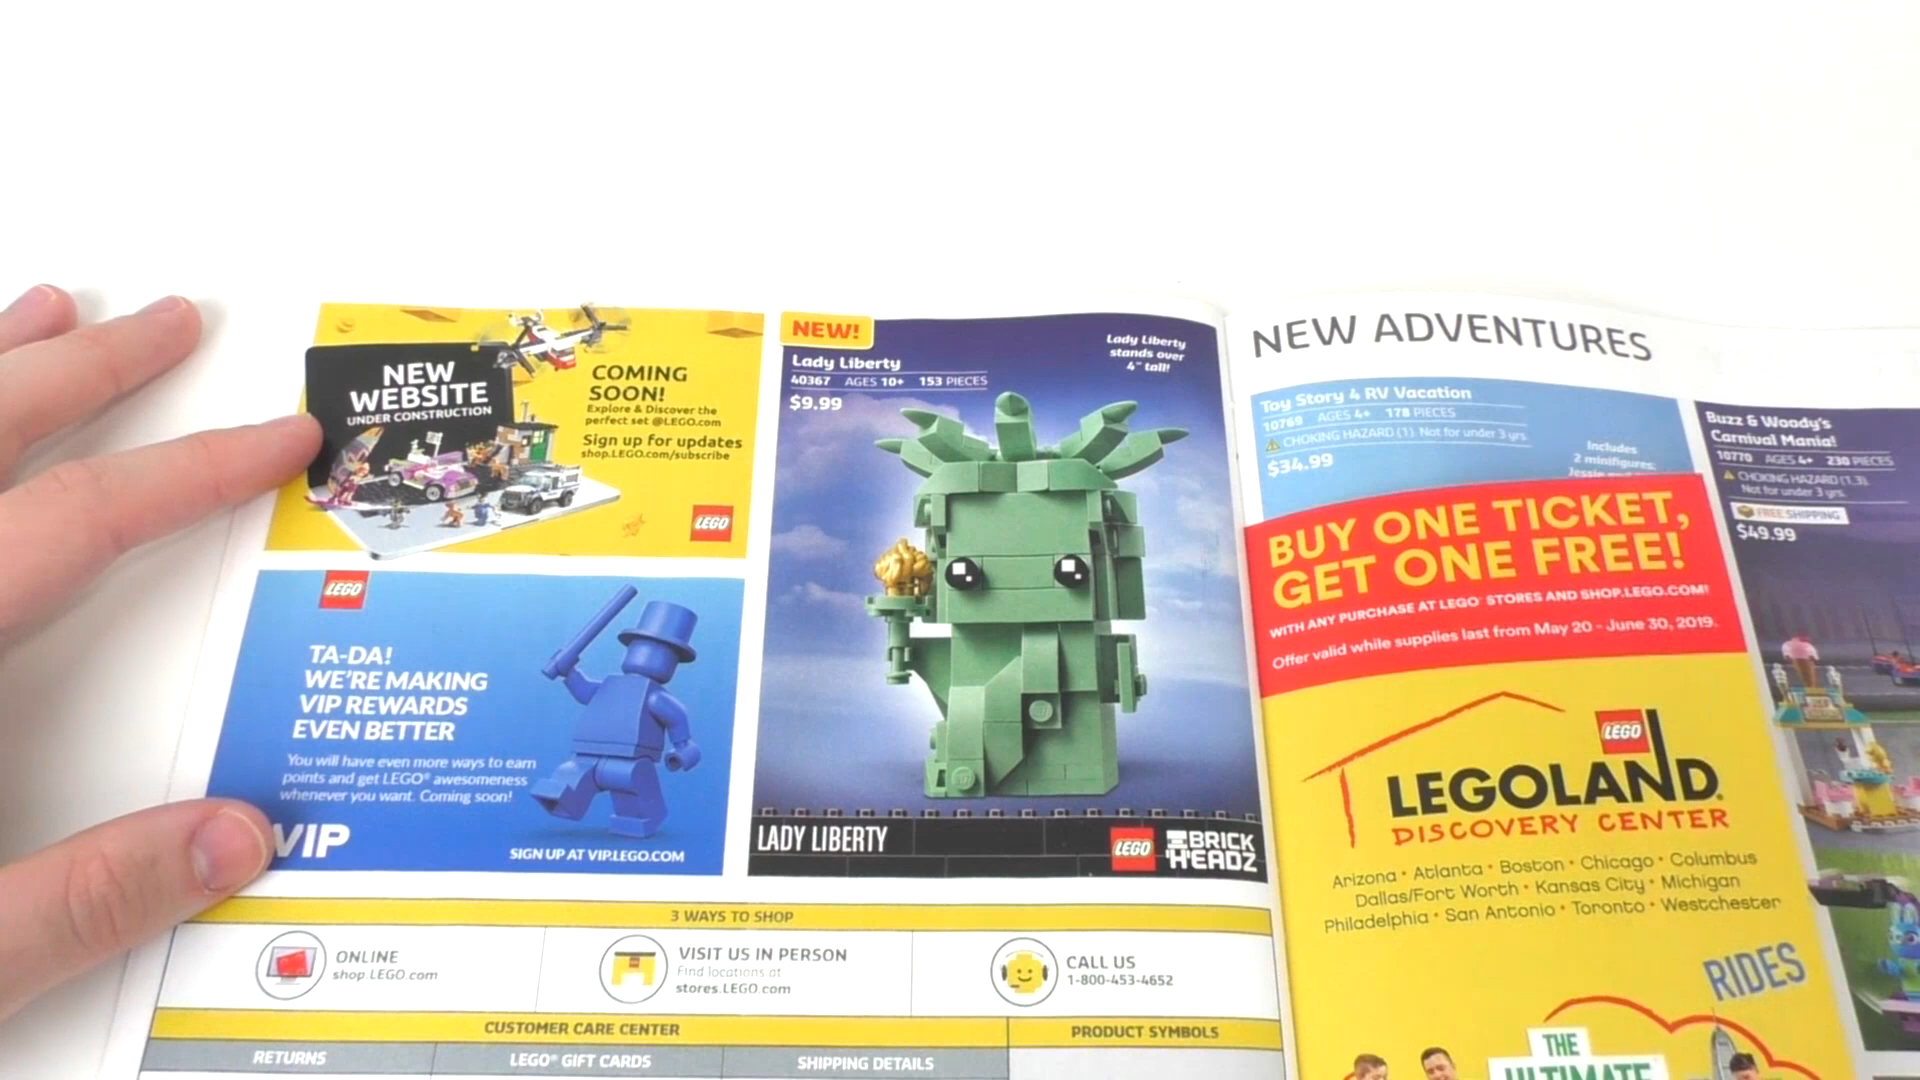 NEW
WEBSITE
UNDER CONSTRUCTION
COMING
SOON!
Explore & Discover the
perfect set @LEGO.com
Sign up for updates
shop.LEGO.com/subscribe
LEGO
LEGO
TA-DA!
WE'RE MAKING
VIP REWARDS
EVEN BETTER
You will have even more ways to earn
points and get LEGO® awesomeness
whenever you want. Coming soon!
VIP
SIGN UP AT VIP.LEGO.COM
NEW!
Lady Liberty
40367 AGES 10+ 153 PIECES
$9.99
Lady Liberty
stands over
4" tall!
LADY LIBERTY
LEGO
BRICK
HEADZ
3 WAYS TO SHOP
ONLINE
shop.LEGO.com
VISIT US IN PERSON
Find locations at
stores.LEGO.com
CALL US
1-800-453-4652
CUSTOMER CARE CENTER
PRODUCT SYMBOLS
RETURNS
LEGO® GIFT CARDS
SHIPPING DETAILS
NEW ADVENTURES
Toy Story 4 RV Vacation
10769 AGES 4+ 178 PIECES
CHOKING HAZARD (1). Not for under 3 yrs.
$34.99
Includes
2 minifigures:
Jessie
Buzz & Woody's
Carnival Mania!
10770 AGES 4+ 230 PIECES
CHOKING HAZARD (1,3).
Not for under 3 yrs.
FREE SHIPPING
$49.99
BUY ONE TICKET,
GET ONE FREE!
WITH ANY PURCHASE AT LEGO® STORES AND SHOP.LEGO.COM!
Offer valid while supplies last from May 20 - June 30, 2019.
LEGO
LEGOLAND®
DISCOVERY CENTER
Arizona • Atlanta • Boston • Chicago • Columbus
Dallas/Fort Worth • Kansas City • Michigan
Philadelphia • San Antonio • Toronto • Westchester
RIDES
THE
ULTIMATE